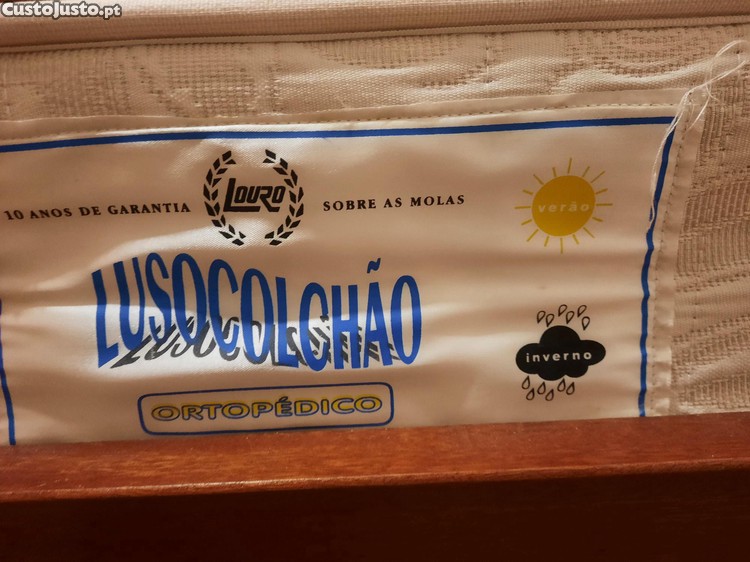 CustoJusto.pt
10 ANOS DE GARANTIA LOURO SOBRE AS MOLAS
verão
LUSOCOLCHÃO
inverno
ORTOPÉDICO